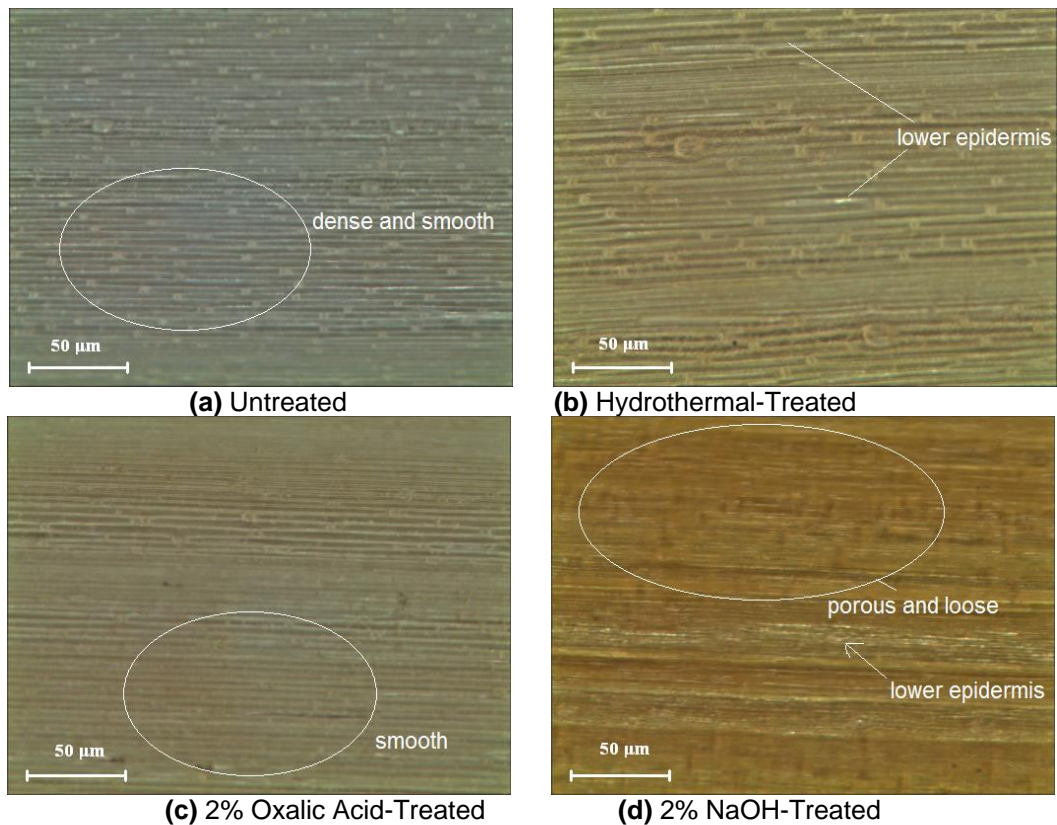 lower epidermis
dense and smooth
50 µm
50 µm
(a) Untreated
(b) Hydrothermal-Treated
porous and loose
lower epidermis
smooth
50 µm
50 µm
(c) 2% Oxalic Acid-Treated
(d) 2% NaOH-Treated